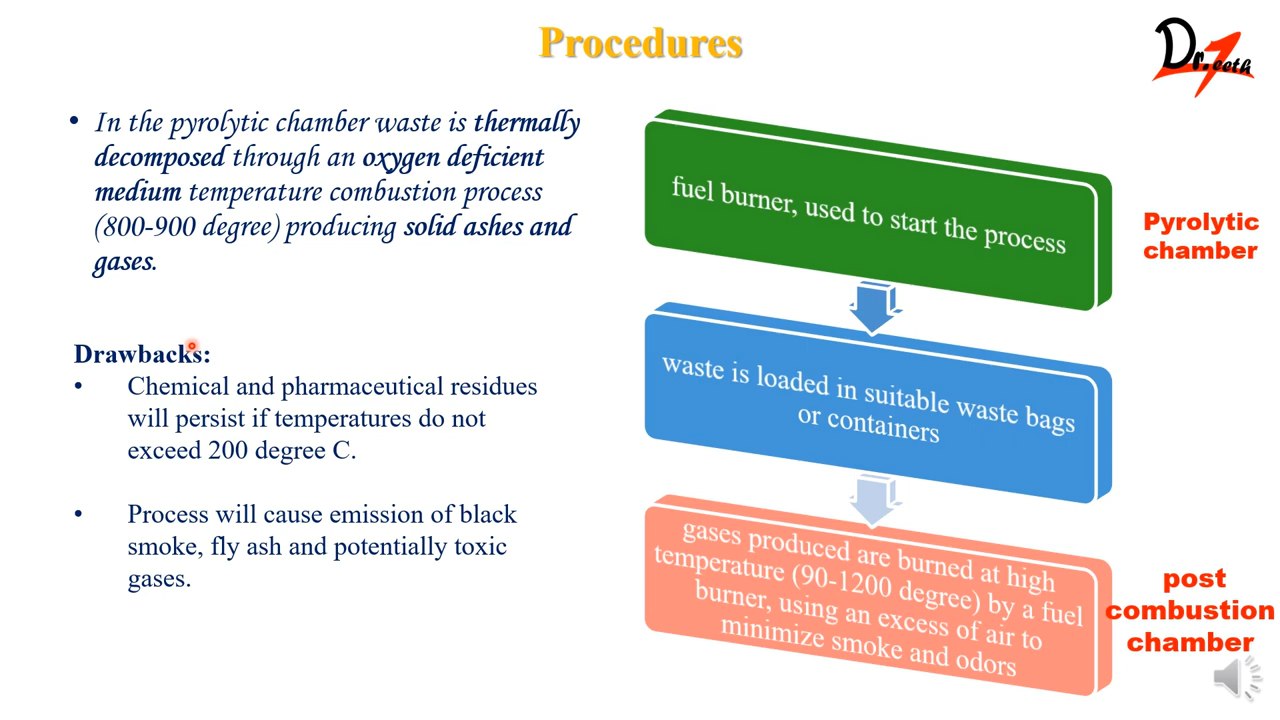 Procedures
Dr.Teeth
• In the pyrolytic chamber waste is thermally
decomposed through an oxygen deficient
medium temperature combustion process
(800-900 degree) producing solid ashes and
gases.
Drawbacks:
• Chemical and pharmaceutical residues
will persist if temperatures do not
exceed 200 degree C.
• Process will cause emission of black
smoke, fly ash and potentially toxic
gases.
fuel burner, used to start the process
Pyrolytic
chamber
waste is loaded in suitable waste bags
or containers
gases produced are burned at high
temperature (90-1200 degree) by a fuel
burner, using an excess of air to
minimize smoke and odors
post
combustion
chamber